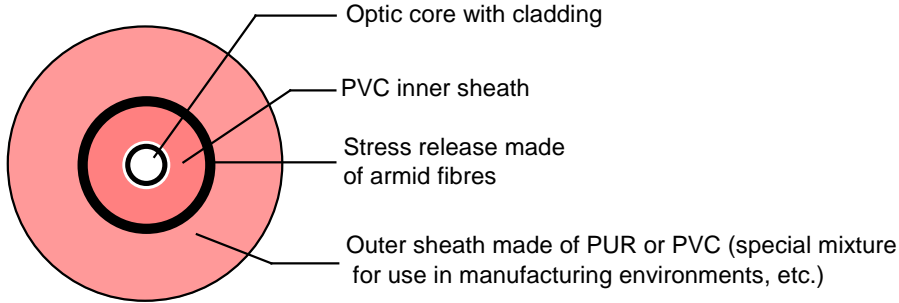 Optic core with cladding
PVC inner sheath
Stress release made
of armid fibres
Outer sheath made of PUR or PVC (special mixture
for use in manufacturing environments, etc.)